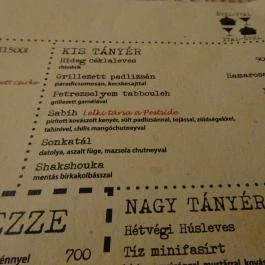 KIS TÁNYÉR
Hideg céklaleves
Grillezett padlizsán
paradicsomosan, kecskesajttal
Petrezselyem tabbouleh
grillezett garnélával
Sabih Lelki társa a Pestside
pirított kovászolt kenyér, sült padlizsánnal, tojással, zöldségekkel,
tahinivel, chilis mangóchutneyval
Sonkatál
datolya, aszalt füge, mazsola chutneyval
Shakshouka
mentás birkakolbásszal
EZZE
700
NAGY TÁNYÉR
Hétvégi Húsleves
Tíz minifasírt